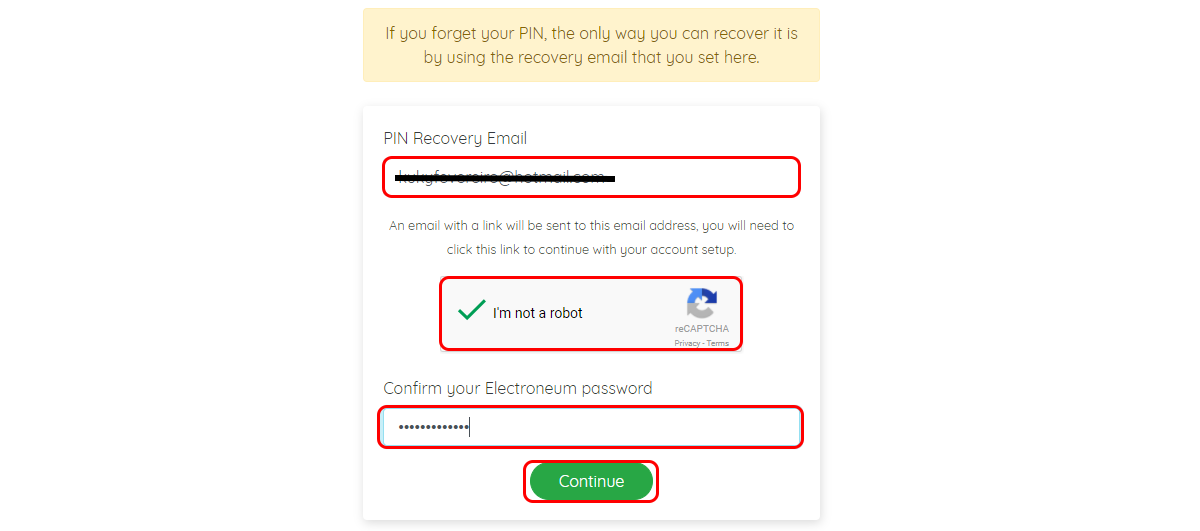 If you forget your PIN, the only way you can recover it is
by using the recovery email that you set here.
PIN Recovery Email
An email with a link will be sent to this email address, you will need to
click this link to continue with your account setup.
I'm not a robot
reCAPTCHA
Privacy - Terms
Confirm your Electroneum password
•••••••••••••
Continue